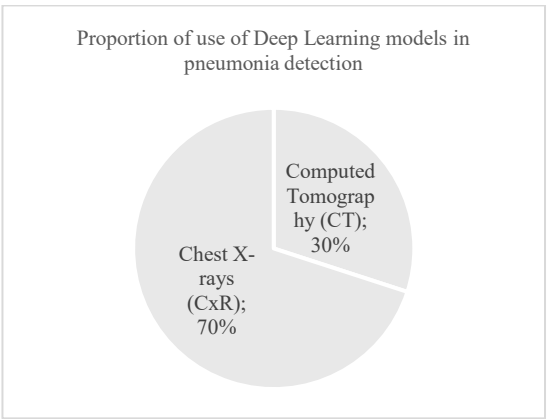 Proportion of use of Deep Learning models in
pneumonia detection
Computed
Tomograp
hy (CT);
30%
Chest X-
rays
(CxR);
70%